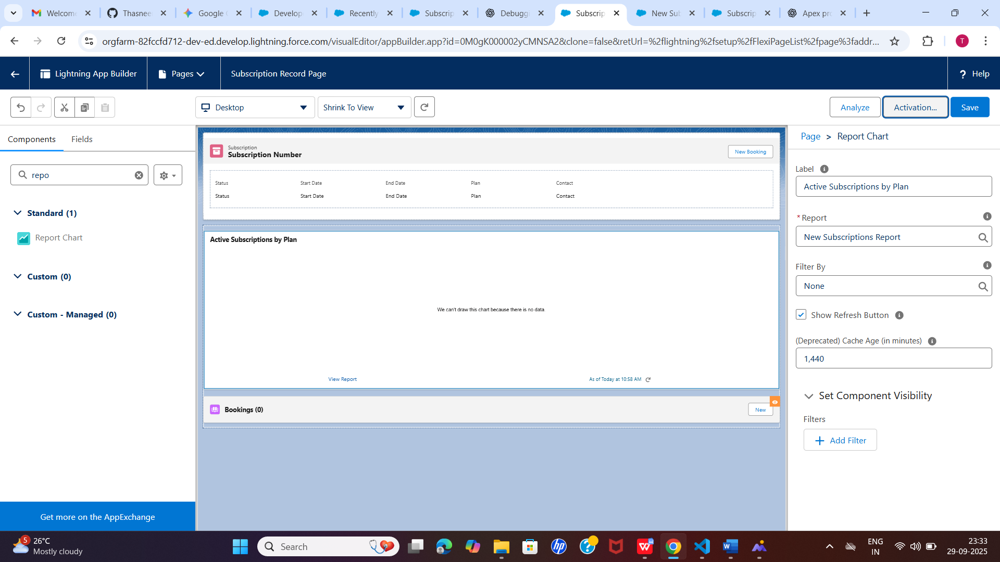 Welcome
Thasnee
Google
Develop
Recently
Subscrip
Debuggi
Subscrip
New Sub
Subscrip
Apex pro
orgfarm-82fccfd712-dev-ed.develop.lightning.force.com/visualEditor/appBuilder.app?id=0M0gK000002yCMNSA2&clone=false&retUrl=%2flightning%2fsetup%2fFlexiPageList%2fpage%3faddr...
T
Lightning App Builder
Pages
Subscription Record Page
? Help
Desktop
Shrink To View
Analyze
Activation...
Save
Components
Fields
repo
Standard (1)
Report Chart
Custom (0)
Custom - Managed (0)
Get more on the AppExchange
Subscription
Subscription Number
New Booking
Status
Start Date
End Date
Plan
Contact
Status
Start Date
End Date
Plan
Contact
Active Subscriptions by Plan
We can't draw this chart because there is no data.
View Report
As of Today at 10:58 AM
Bookings (0)
New
Page > Report Chart
Label
Active Subscriptions by Plan
* Report
New Subscriptions Report
Filter By
None
Show Refresh Button
(Deprecated) Cache Age (in minutes)
1,440
Set Component Visibility
Filters
Add Filter
5
26°C
Mostly cloudy
Search
ENG
IN
23:33
29-09-2025